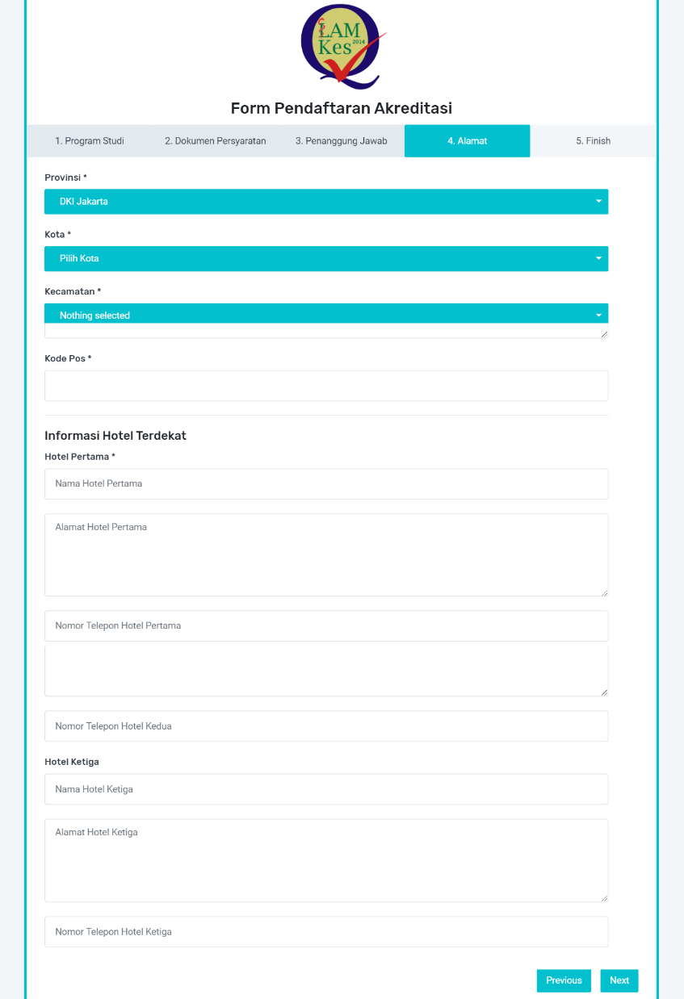 LAM
Kes 2014
Form Pendaftaran Akreditasi
1. Program Studi 2. Dokumen Persyaratan 3. Penanggung Jawab 4. Alamat 5. Finish
Provinsi *
DKI Jakarta
Kota *
Pilih Kota
Kecamatan *
Nothing selected
Kode Pos *
Informasi Hotel Terdekat
Hotel Pertama *
Nama Hotel Pertama
Alamat Hotel Pertama
Nomor Telepon Hotel Pertama
Nomor Telepon Hotel Kedua
Hotel Ketiga
Nama Hotel Ketiga
Alamat Hotel Ketiga
Nomor Telepon Hotel Ketiga
Previous Next